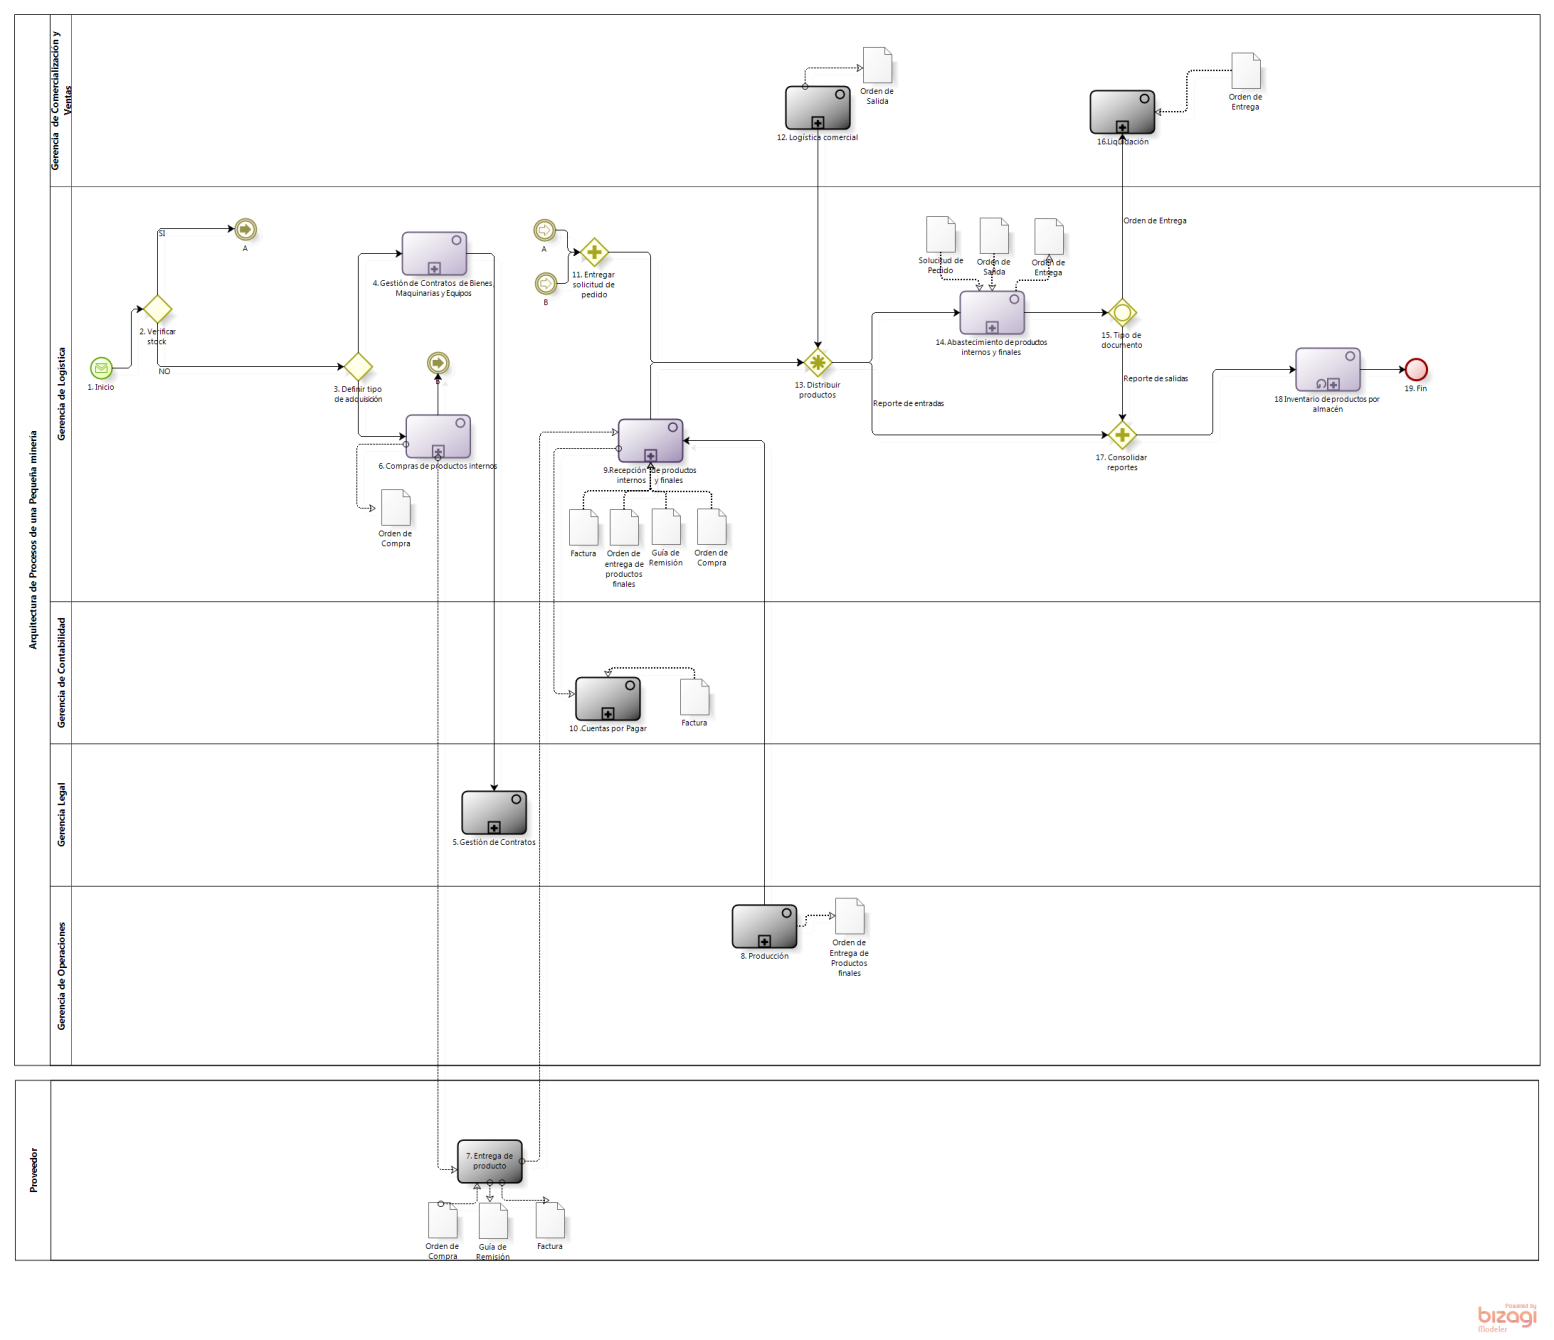 Arquitectura de Procesos de una Pequeña minería
Gerencia de Comercialización y
Ventas
Orden de
Salida
12. Logística comercial
Orden de
Entrega
16.Liquidación
Gerencia de Logística
SI
A
1. Inicio
2. Verificar
stock
NO
3. Definir tipo
de adquisición
4. Gestión de Contratos de Bienes,
Maquinarias y Equipos
B
6. Compras de productos internos
Orden de
Compra
A
B
11. Entregar
solicitud de
pedido
9.Recepción de productos
internos y finales
Factura
Orden de
entrega de
productos
finales
Guía de
Remisión
Orden de
Compra
13. Distribuir
productos
Reporte de entradas
Solicitud de
Pedido
Orden de
Salida
Orden de
Entrega
14. Abastecimiento de productos
internos y finales
Orden de Entrega
15. Tipo de
documento
Reporte de salidas
17. Consolidar
reportes
18 Inventario de productos por
almacén
19. Fin
Gerencia de Contabilidad
10 .Cuentas por Pagar
Factura
Gerencia Legal
5. Gestión de Contratos
Gerencia de Operaciones
8. Producción
Orden de
Entrega de
Productos
finales
Proveedor
7. Entrega de
producto
Orden de
Compra
Guía de
Remisión
Factura
Powered by
bizagi
Modeler